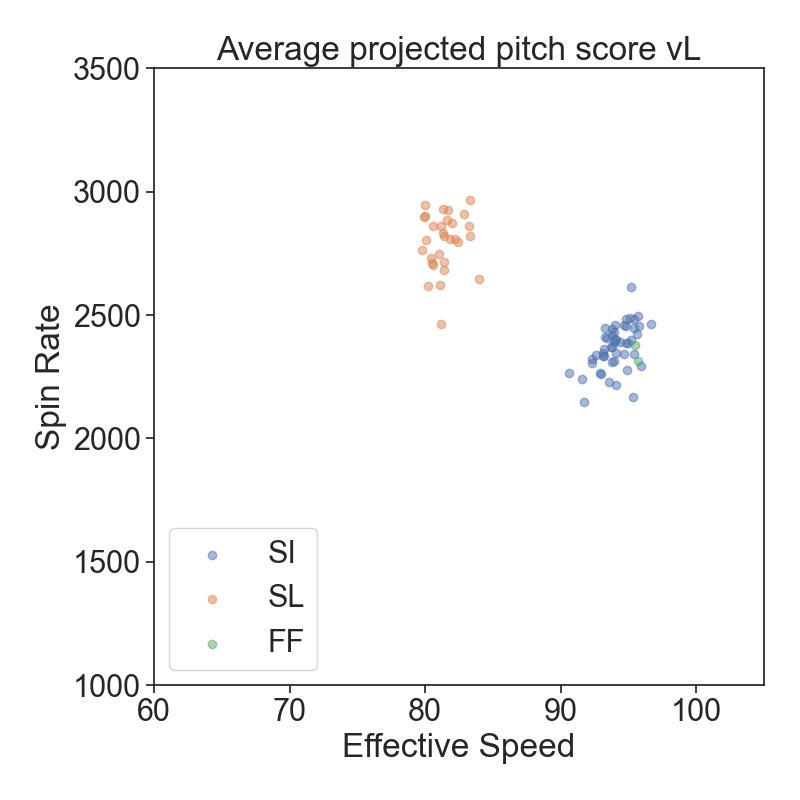 Average projected pitch score vL
3500
3000
2500
2000
1500
1000
Spin Rate
SI
SL
FF
60 70 80 90 100
Effective Speed